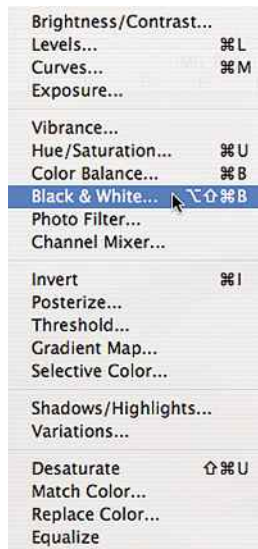 Brightness/Contrast...
Levels... ⌘L
Curves... ⌘M
Exposure...
Vibrance...
Hue/Saturation... ⌘U
Color Balance... ⌘B
Black & White... ⌥⇧⌘B
Photo Filter...
Channel Mixer...
Invert ⌘I
Posterize...
Threshold...
Gradient Map...
Selective Color...
Shadows/Highlights...
Variations...
Desaturate ⇧⌘U
Match Color...
Replace Color...
Equalize